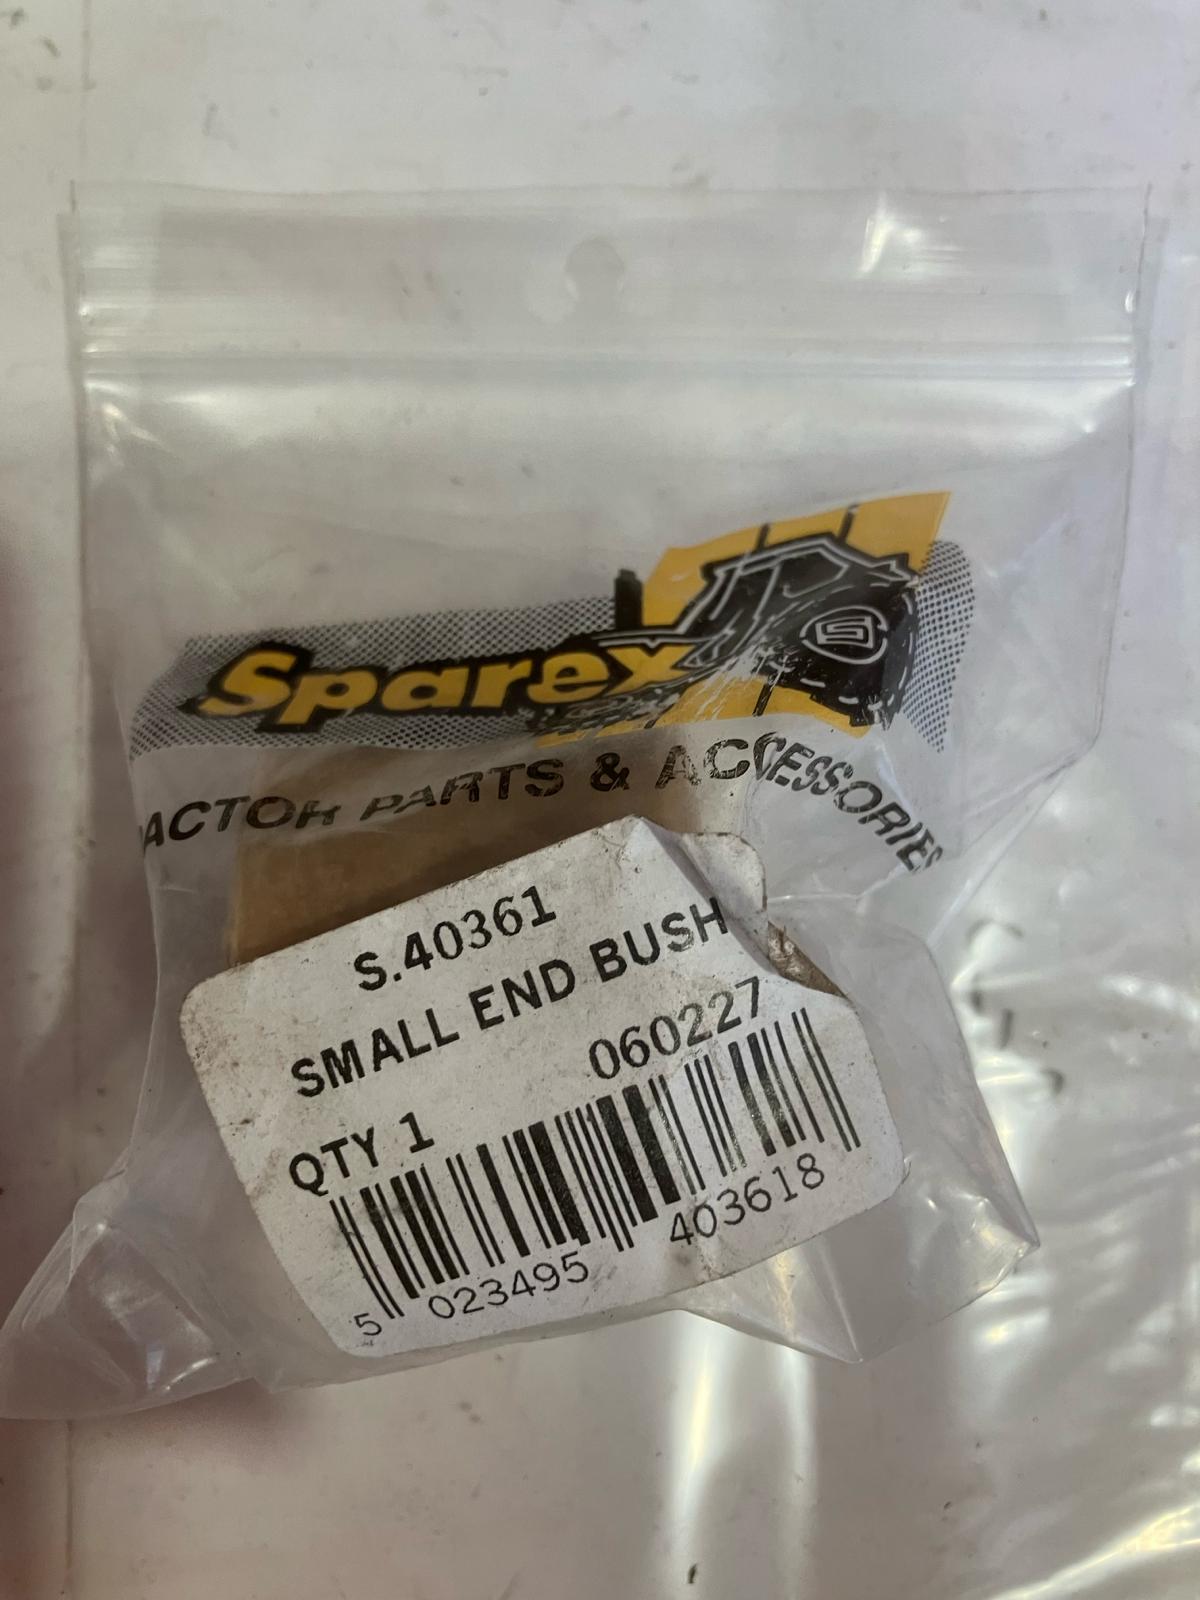 Sparex
ACTOR PARTS & ACCESSORIES
S.40361
SMALL END BUSH
060227
QTY 1
5 023495 403618